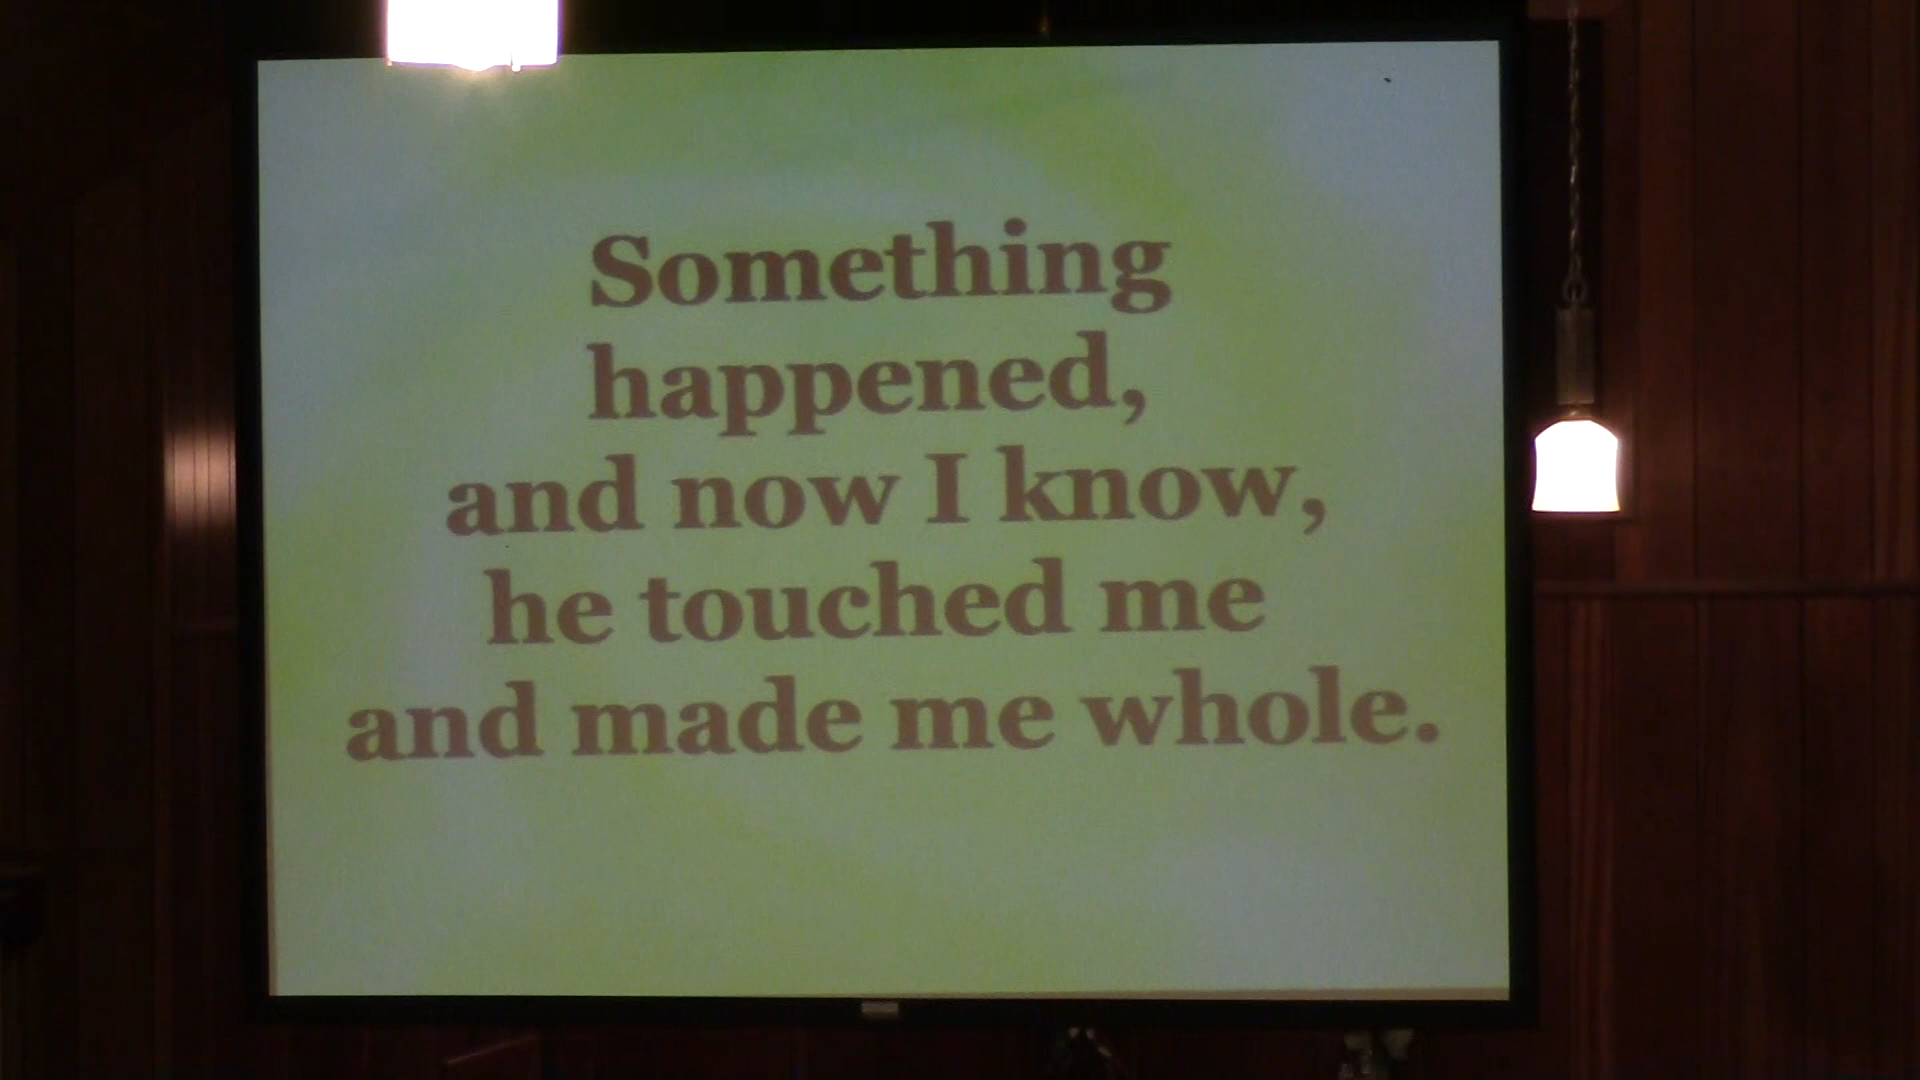 Something
happened,
and now I know,
he touched me
and made me whole.